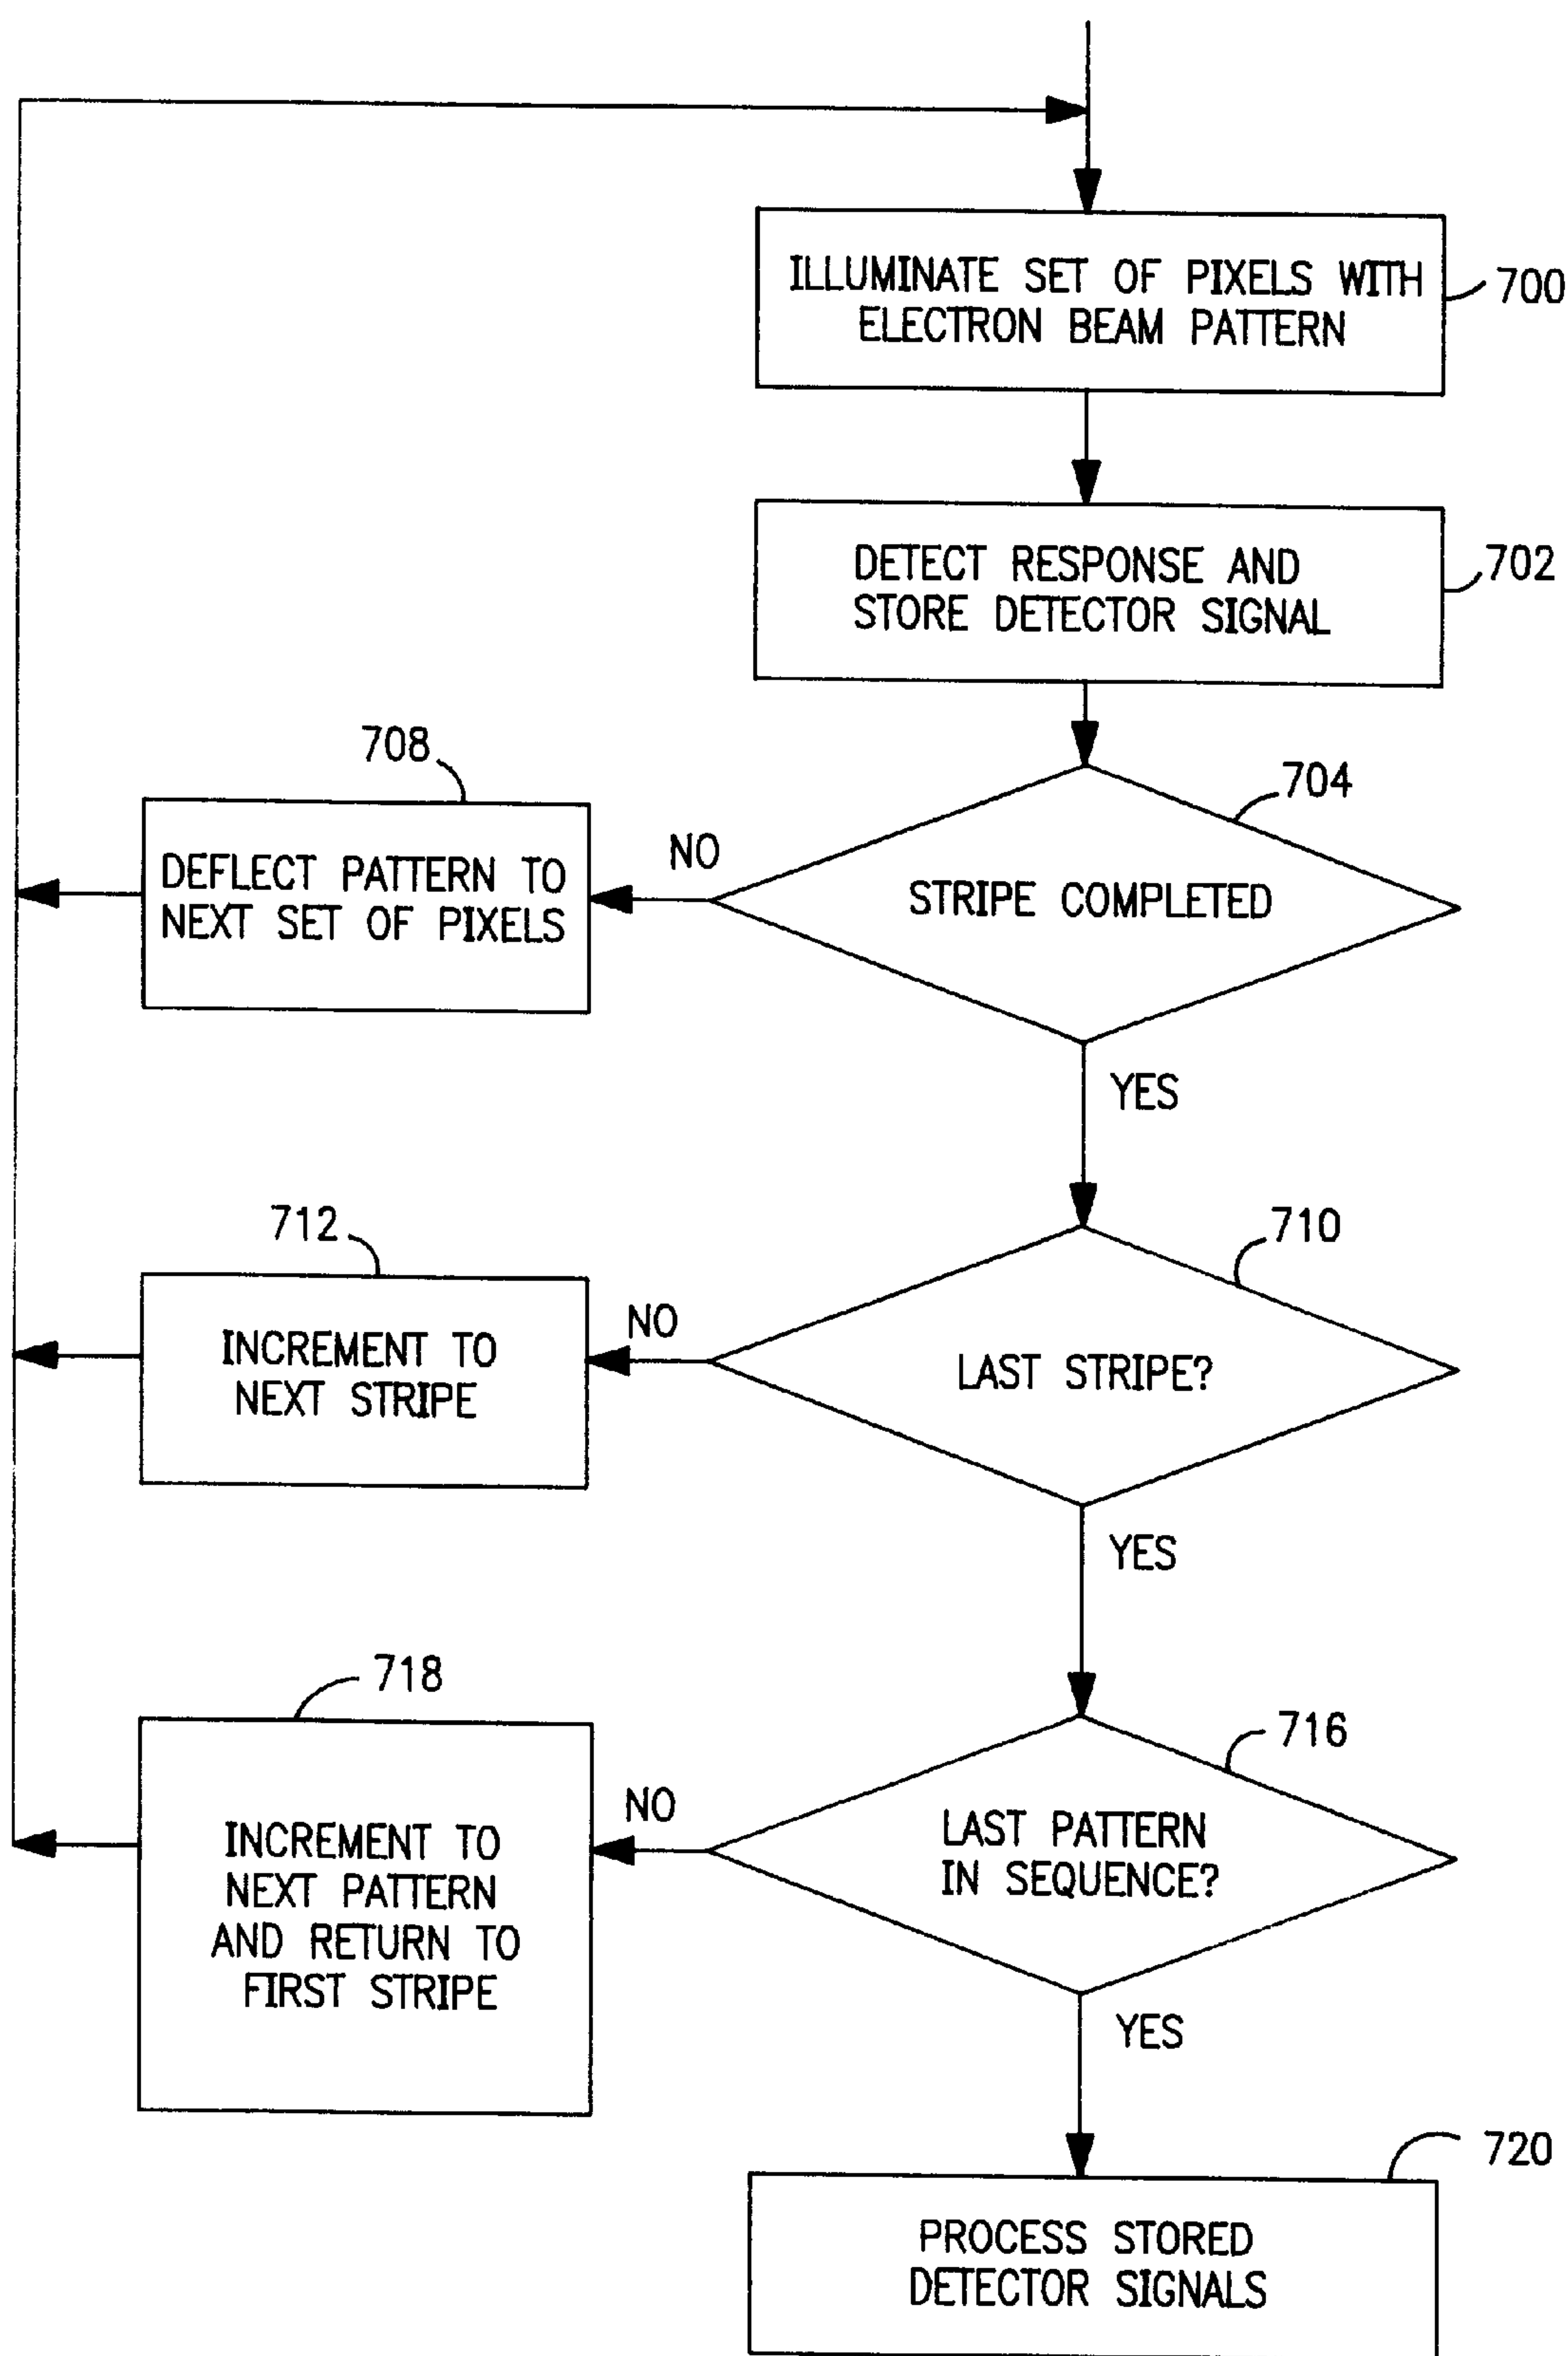 ILLUMINATE SET OF PIXELS WITH
ELECTRON BEAM PATTERN
700
DETECT RESPONSE AND
STORE DETECTOR SIGNAL
702
708
704
DEFLECT PATTERN TO
NEXT SET OF PIXELS
NO
STRIPE COMPLETED
YES
712
710
INCREMENT TO
NEXT STRIPE
NO
LAST STRIPE?
YES
718
716
INCREMENT TO
NEXT PATTERN
AND RETURN TO
FIRST STRIPE
NO
LAST PATTERN
IN SEQUENCE?
YES
720
PROCESS STORED
DETECTOR SIGNALS